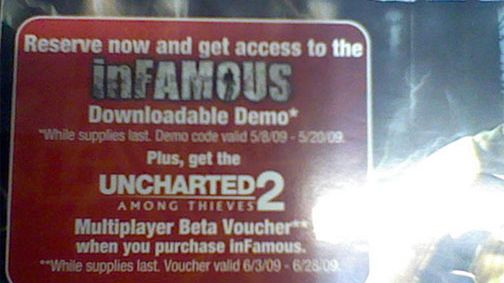 Reserve now and get access to the
inFAMOUS
Downloadable Demo*
*While supplies last. Demo code valid 5/8/09 - 5/20/09.
Plus, get the
UNCHARTED 2
AMONG THIEVES
Multiplayer Beta Voucher**
when you purchase inFamous.
**While supplies last. Voucher valid 6/3/09 - 6/28/09.